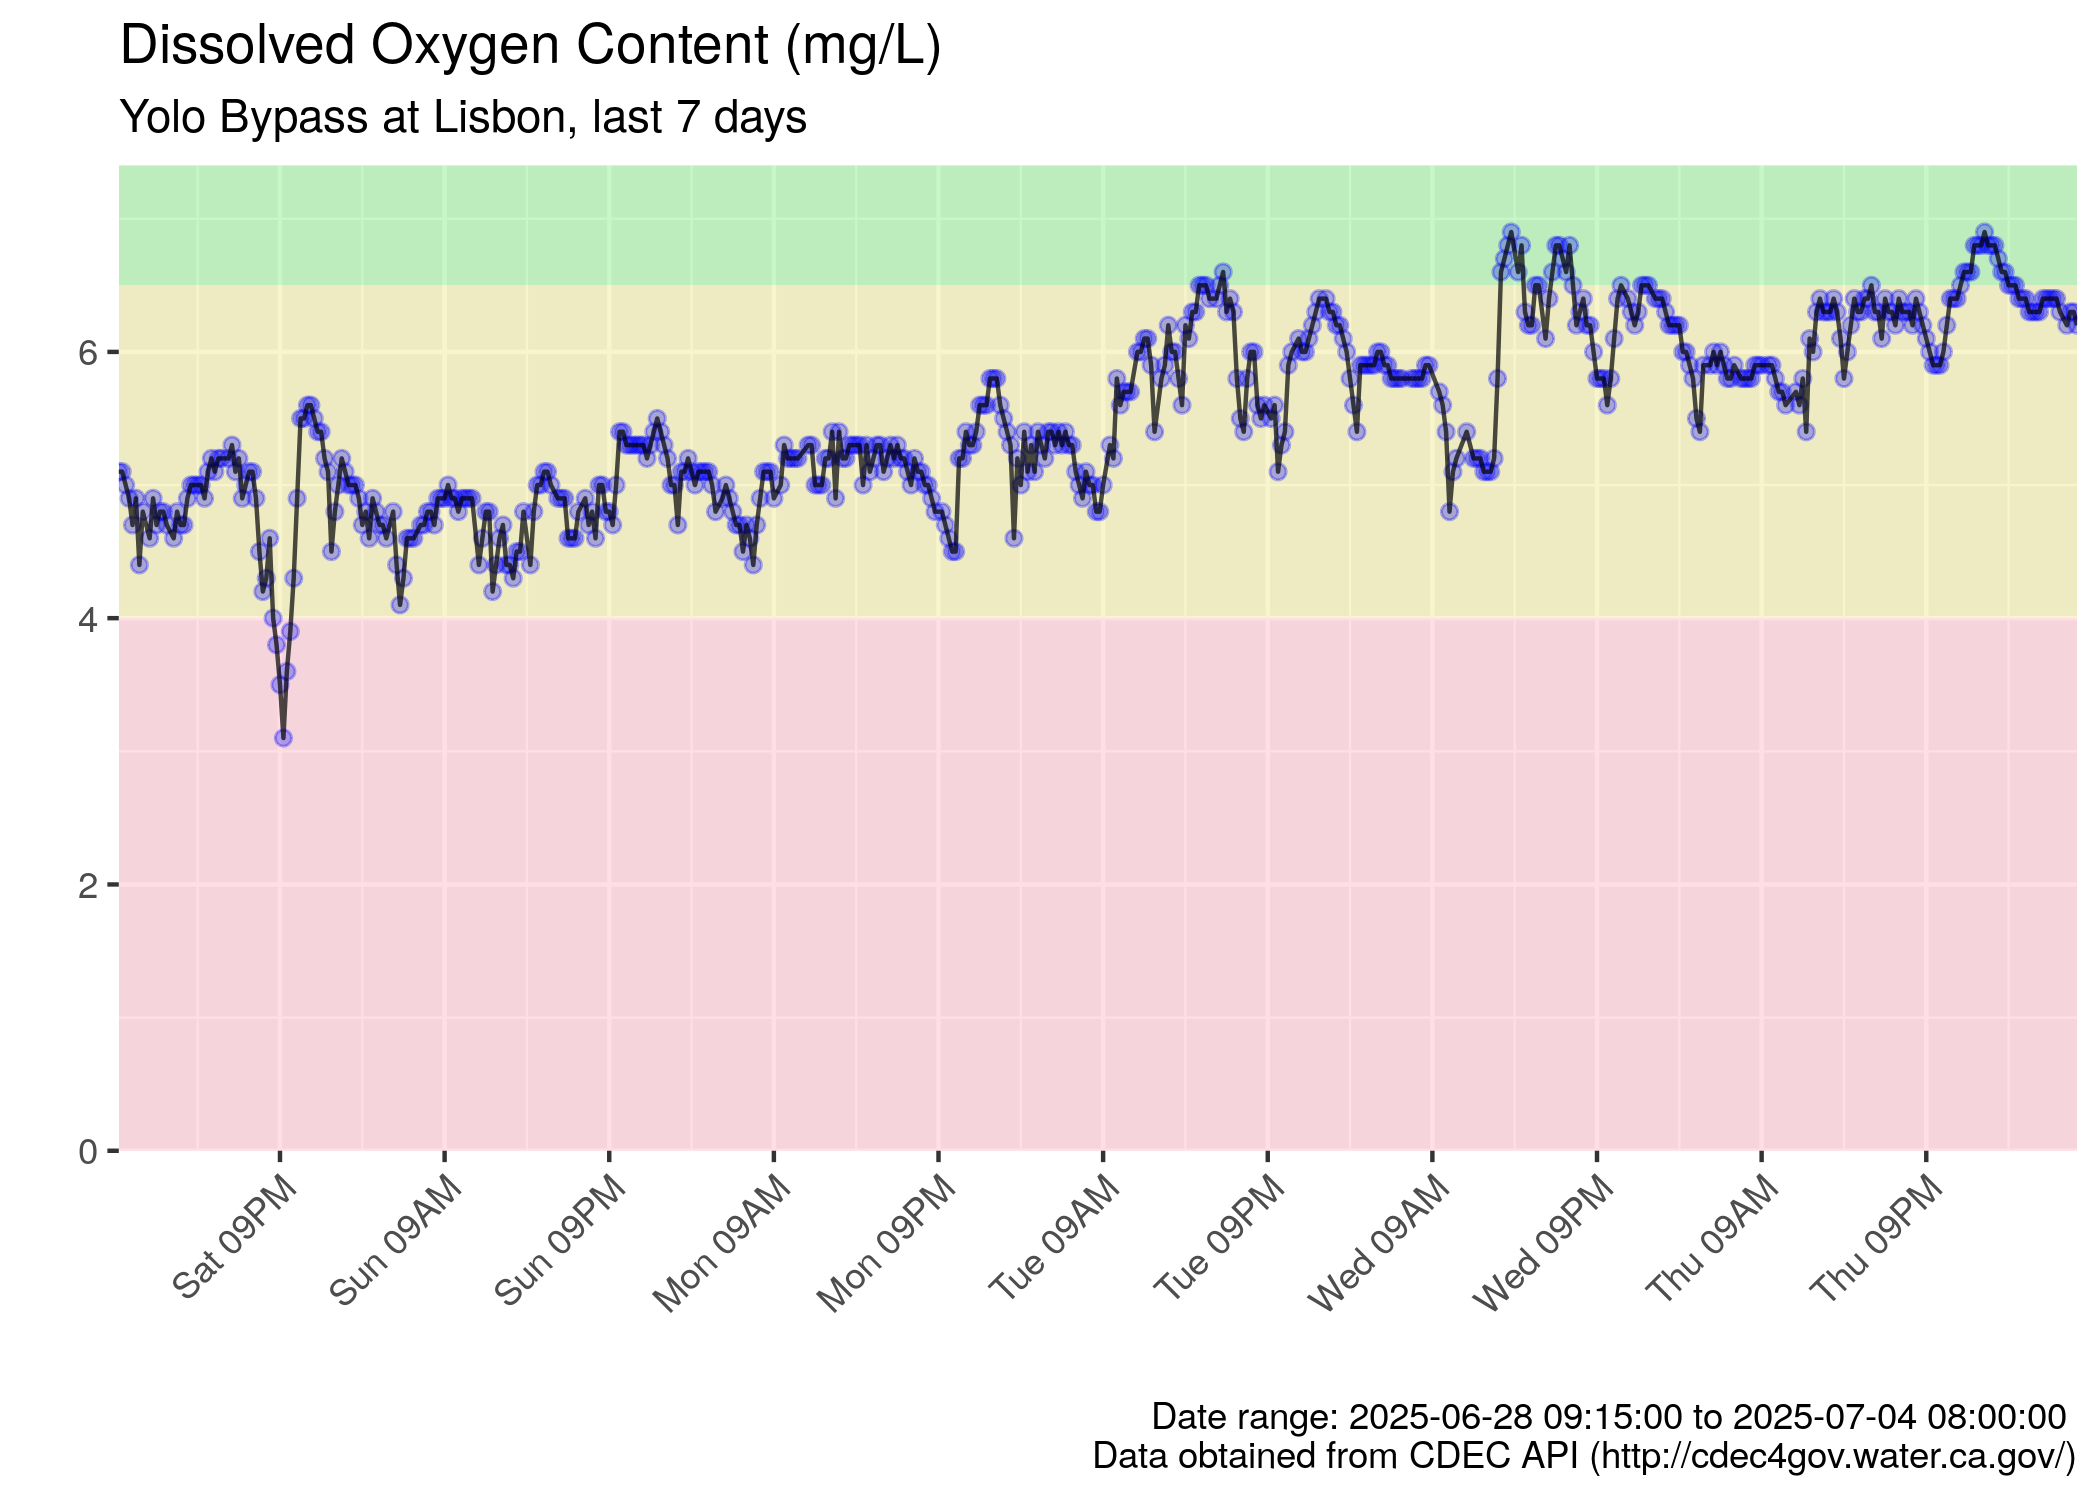 Dissolved Oxygen Content (mg/L)
Yolo Bypass at Lisbon, last 7 days
6
4
2
0
Sat 09PM
Sun 09AM
Sun 09PM
Mon 09AM
Mon 09PM
Tue 09AM
Tue 09PM
Wed 09AM
Wed 09PM
Thu 09AM
Thu 09PM
Date range: 2025-06-28 09:15:00 to 2025-07-04 08:00:00
Data obtained from CDEC API (http://cdec4gov.water.ca.gov/)